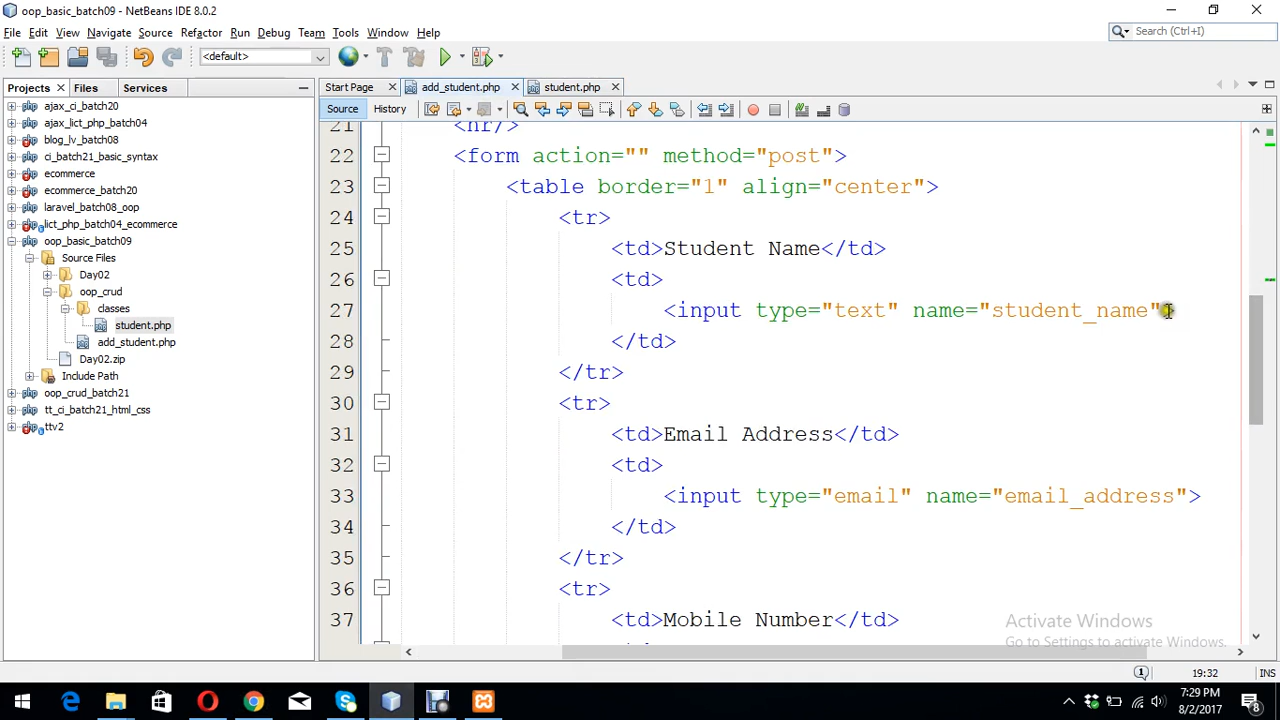 oop_basic_batch09 - NetBeans IDE 8.0.2
File Edit View Navigate Source Refactor Run Debug Team Tools Window Help
Search (Ctrl+I)
<default>
Projects Files Services
Start Page add_student.php student.php
Source History
ajax_ci_batch20
ajax_lict_php_batch04
blog_lv_batch08
ci_batch21_basic_syntax
ecommerce
ecommerce_batch20
laravel_batch08_oop
lict_php_batch04_ecommerce
oop_basic_batch09
Source Files
Day02
oop_crud
classes
student.php
add_student.php
Day02.zip
Include Path
oop_crud_batch21
tt_ci_batch21_html_css
ttv2
21 <hr/>
22 <form action="" method="post">
23 <table border="1" align="center">
24 <tr>
25 <td>Student Name</td>
26 <td>
27 <input type="text" name="student_name">
28 </td>
29 </tr>
30 <tr>
31 <td>Email Address</td>
32 <td>
33 <input type="email" name="email_address">
34 </td>
35 </tr>
36 <tr>
37 <td>Mobile Number</td>
Activate Windows
Go to Settings to activate Windows.
1 19:32 INS
7:29 PM
8/2/2017
8